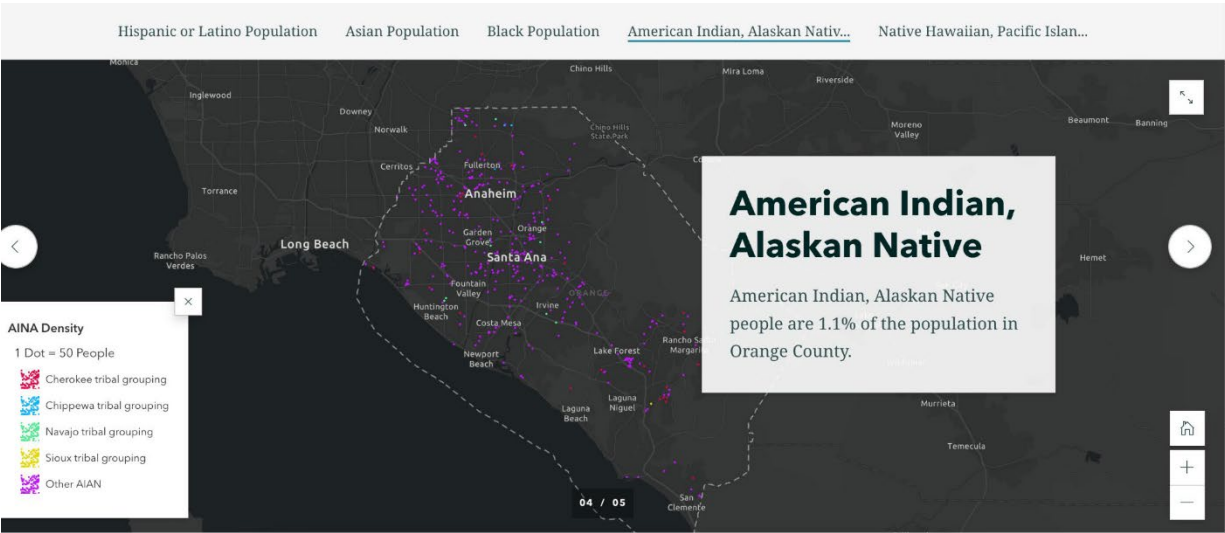 Hispanic or Latino Population
Asian Population
Black Population
American Indian, Alaskan Nativ...
Native Hawaiian, Pacific Islan...
Monica
Chino Hills
Mira Loma
Riverside
Inglewood
Downey
Norwalk
Chino Hills
State Park
Moreno
Valley
Beaumont
Banning
Cerritos
Fullerton
Co
Torrance
Anaheim
Long Beach
Garden
Grove
Orange
Rancho Palos
Verdes
Santa Ana
Hemet
Fountain
Valley
ORANGE
Huntington
Beach
Irvine
Costa Mesa
Newport
Beach
Lake Forest
Rancho Sa
Margari
Laguna
Niguel
Laguna
Beach
Murrieta
Temecula
San
Clemente
American Indian,
Alaskan Native
American Indian, Alaskan Native
people are 1.1% of the population in
Orange County.
AINA Density
1 Dot = 50 People
Cherokee tribal grouping
Chippewa tribal grouping
Navajo tribal grouping
Sioux tribal grouping
Other AIAN
04 / 05